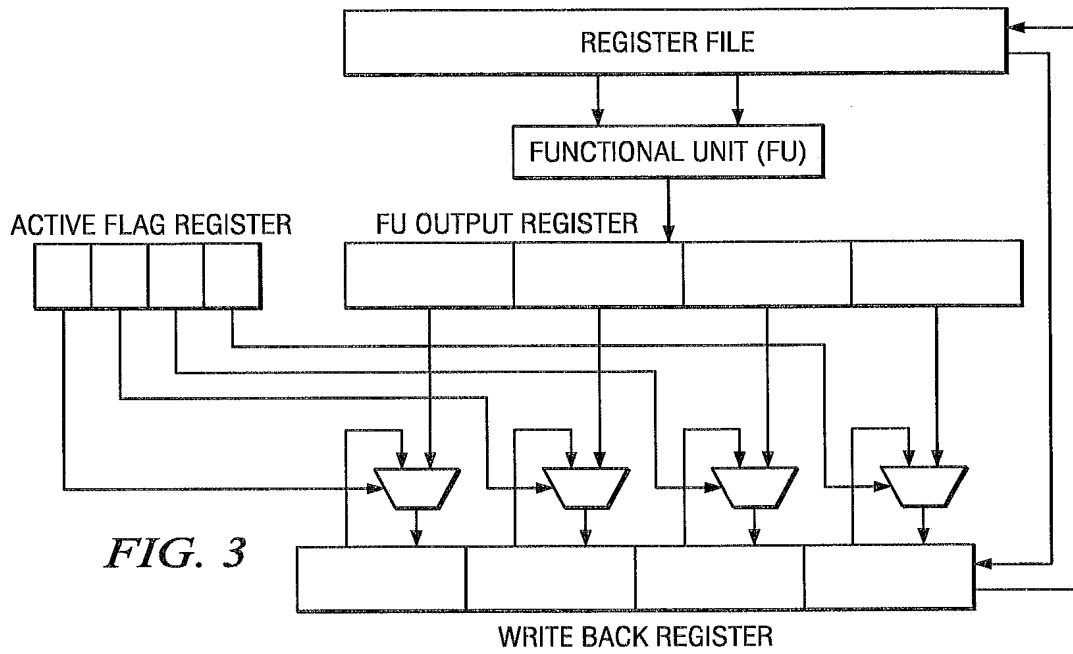 REGISTER FILE
FUNCTIONAL UNIT (FU)
ACTIVE FLAG REGISTER
FU OUTPUT REGISTER
FIG. 3
WRITE BACK REGISTER